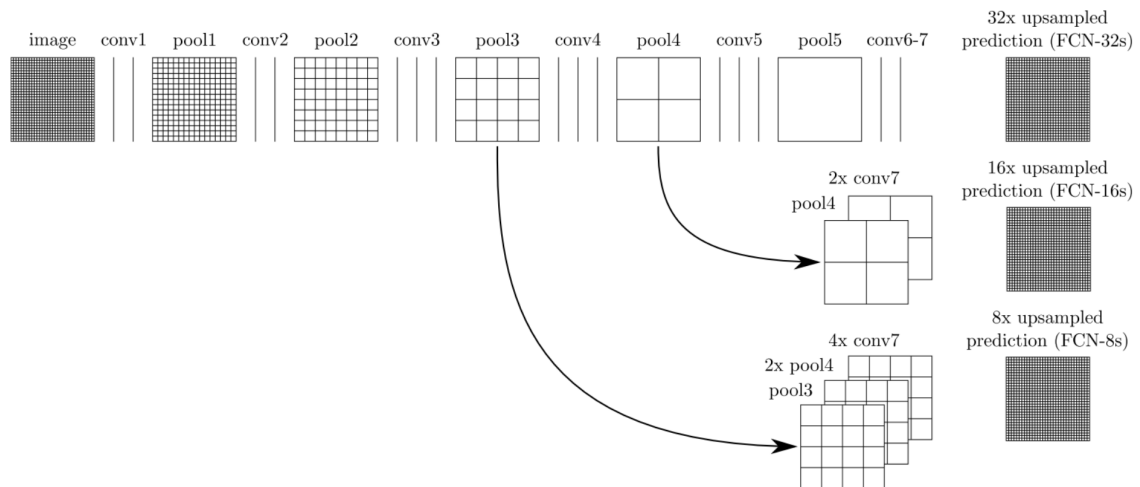 image conv1 pool1 conv2 pool2 conv3 pool3 conv4 pool4 conv5 pool5 conv6-7
32x upsampled
prediction (FCN-32s)
16x upsampled
prediction (FCN-16s)
2x conv7
pool4
8x upsampled
prediction (FCN-8s)
4x conv7
2x pool4
pool3